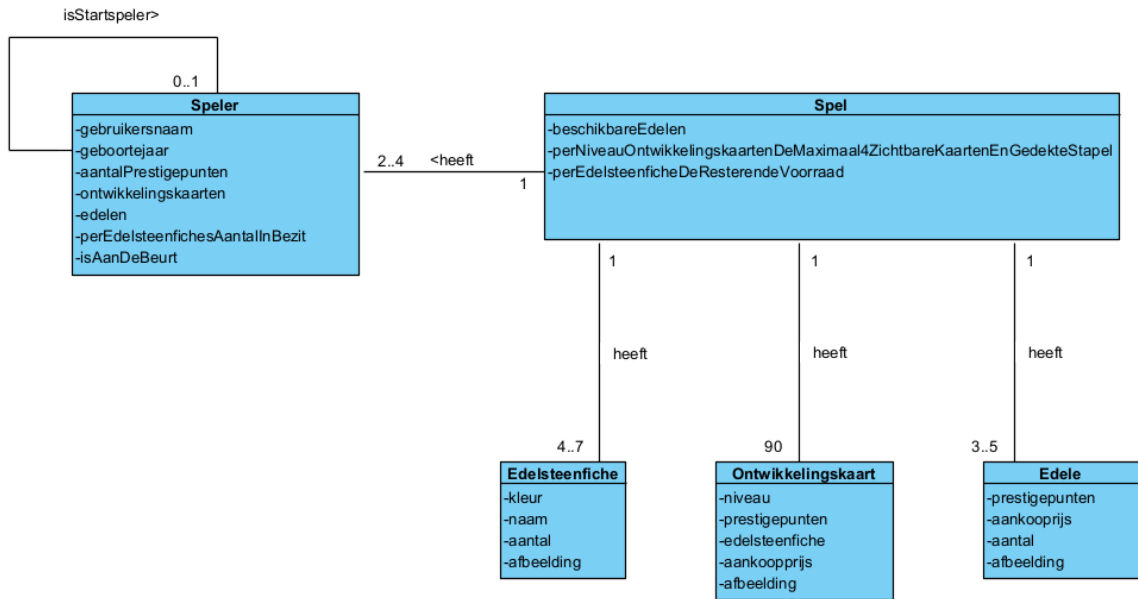 isStartspeler>
0..1
Speler
-gebruikersnaam
-geboortejaar
-aantalPrestigepunten
-ontwikkelingskaarten
-edelen
-perEdelsteenfichesAantalInBezit
-isAanDeBeurt
2..4
<heeft
1
Spel
-beschikbareEdelen
-perNiveauOntwikkelingskaartenDeMaximaal4ZichtbareKaartenEnGedekteStapel
-perEdelsteenficheDeResterendeVoorraad
1
1
1
heeft
heeft
heeft
4..7
90
3..5
Edelsteenfiche
-kleur
-naam
-aantal
-afbeelding
Ontwikkelingskaart
-niveau
-prestigepunten
-edelsteenfiche
-aankoopprijs
-afbeelding
Edele
-prestigepunten
-aankooprijs
-aantal
-afbeelding